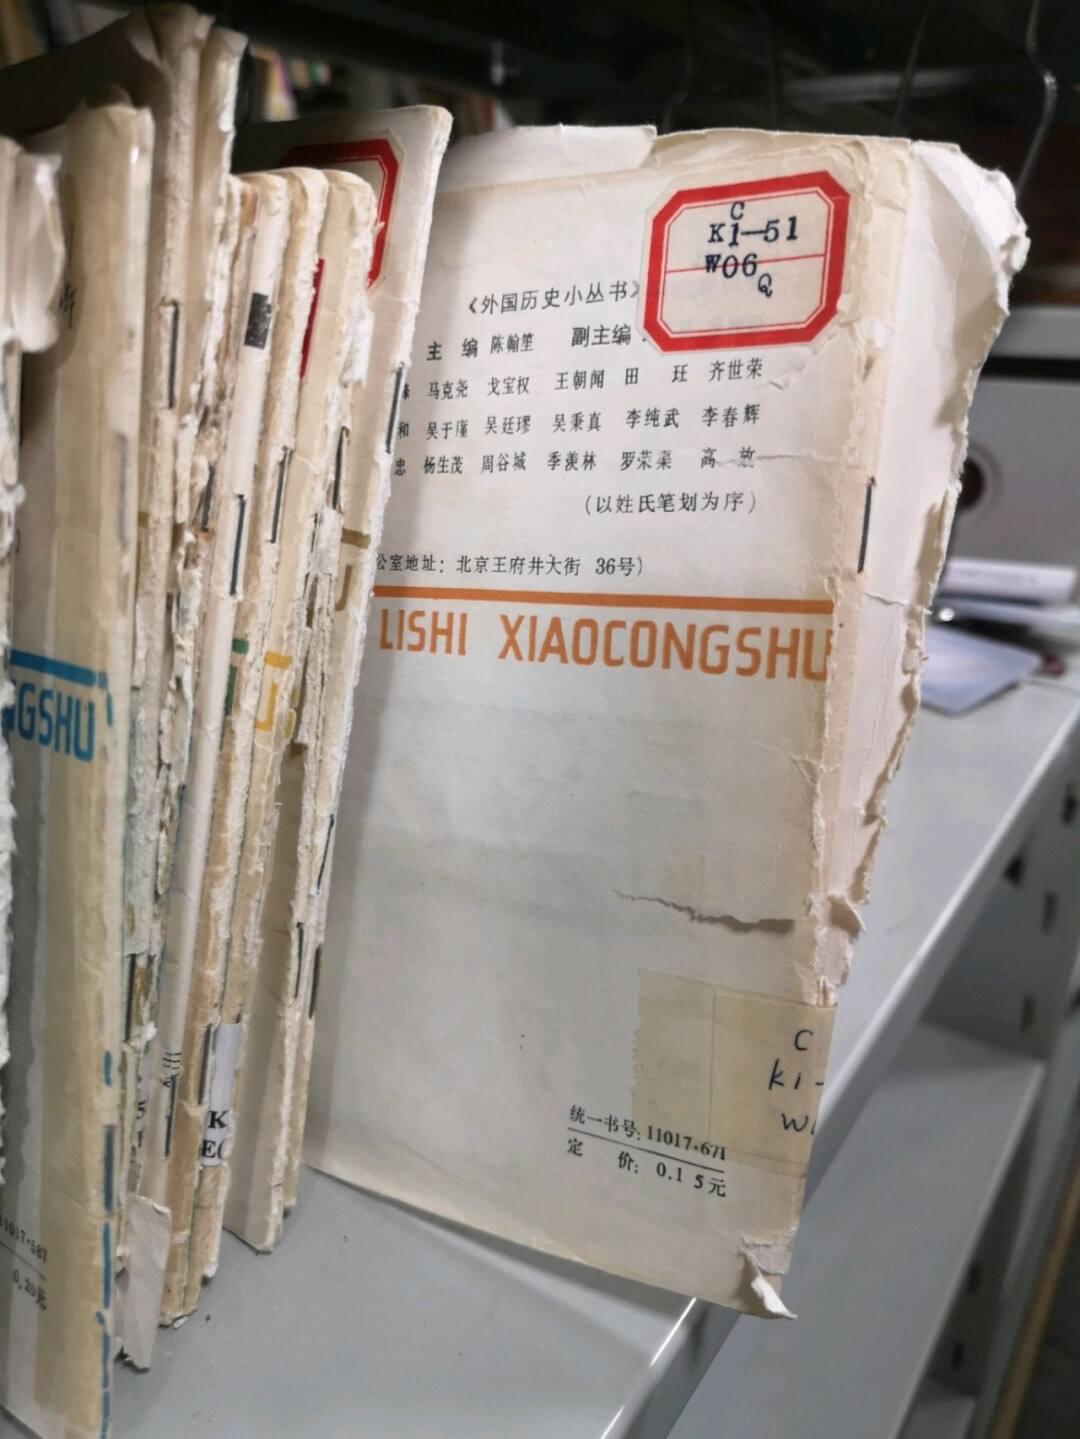 C
K1—51
W06
Q
《外国历史小丛书》
主 编 陈翰笙 副主编
马克尧 戈宝权 王朝闻 田 珏 齐世荣
和 吴于廑 吴廷璆 吴秉真 李纯武 李春辉
忠 杨生茂 周谷城 季羡林 罗荣渠 高 放
(以姓氏笔划为序)
公室地址：北京王府井大街 36号)
LISHI XIAOCONGSHU
GSHU
U
C
ki-
W
统一书号：11017·671
定 价：0.15元
K
E(
11017·587
0.20元